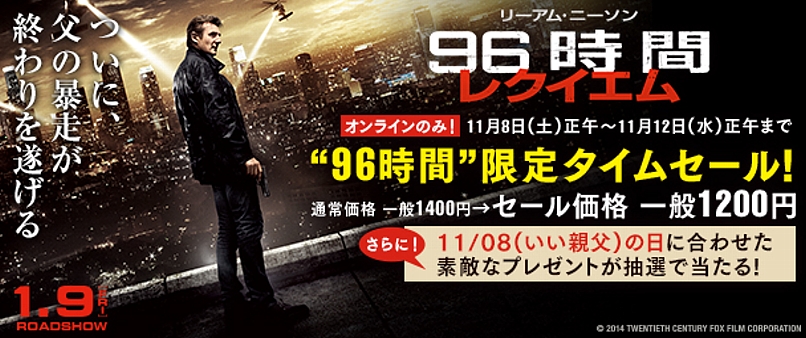 ついに、
父の暴走が
終わりを遂げる
リーアム・ニーソン
96時間
レクイエム
オンラインのみ! 11月8日(土)正午〜11月12日(水)正午まで
“96時間”限定タイムセール!
通常価格 一般1400円→セール価格 一般1200円
さらに! 11/08(いい親父)の日に合わせた
素敵なプレゼントが抽選で当たる!
1.9[FRI]
ROADSHOW
© 2014 TWENTIETH CENTURY FOX FILM CORPORATION